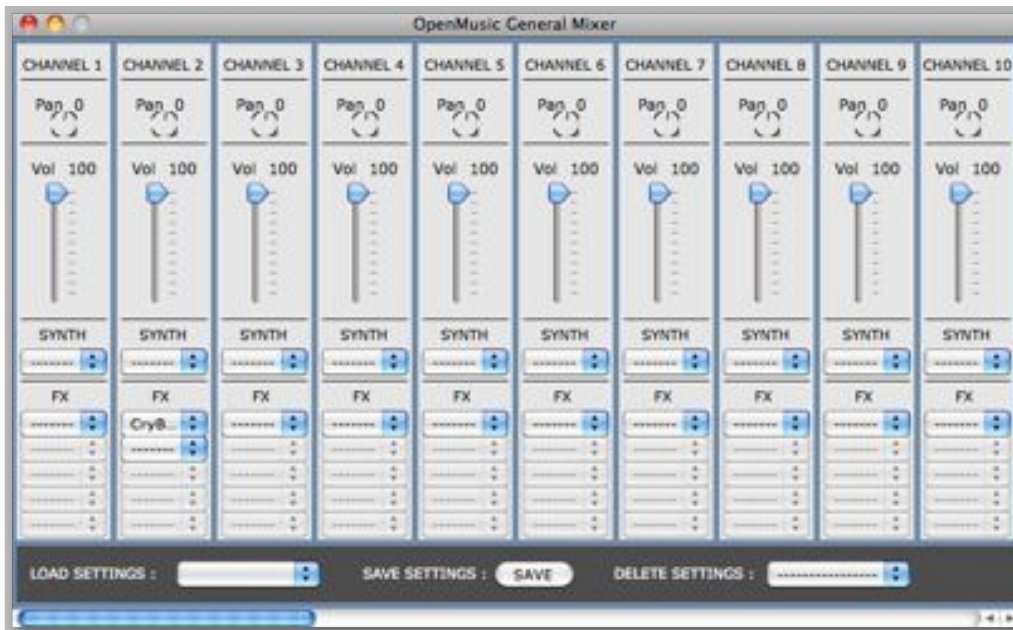 OpenMusic General Mixer
CHANNEL 1 CHANNEL 2 CHANNEL 3 CHANNEL 4 CHANNEL 5 CHANNEL 6 CHANNEL 7 CHANNEL 8 CHANNEL 9 CHANNEL 10
Pan 0 Pan 0 Pan 0 Pan 0 Pan 0 Pan 0 Pan 0 Pan 0 Pan 0 Pan 0
Vol 100 Vol 100 Vol 100 Vol 100 Vol 100 Vol 100 Vol 100 Vol 100 Vol 100 Vol 100
SYNTH SYNTH SYNTH SYNTH SYNTH SYNTH SYNTH SYNTH SYNTH SYNTH
------- ------- ------- ------- ------- ------- ------- ------- ------- -------
FX FX FX FX FX FX FX FX FX FX
------- CryB... ------- ------- ------- ------- ------- ------- ------- -------
------- ------- ------- ------- ------- ------- ------- ------- ------- -------
------- ------- ------- ------- ------- ------- ------- ------- ------- -------
------- ------- ------- ------- ------- ------- ------- ------- ------- -------
------- ------- ------- ------- ------- ------- ------- ------- ------- -------
LOAD SETTINGS : SAVE SETTINGS : SAVE DELETE SETTINGS : -----------------